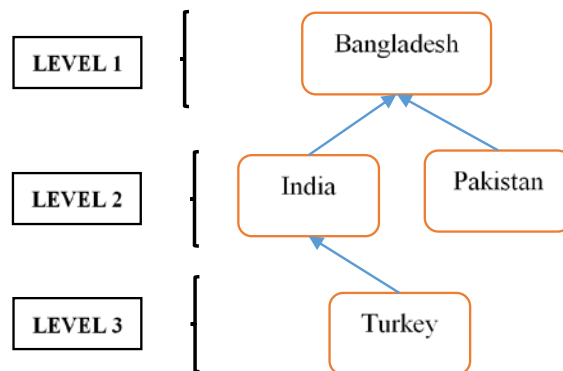 LEVEL 1
Bangladesh
LEVEL 2
India
Pakistan
LEVEL 3
Turkey